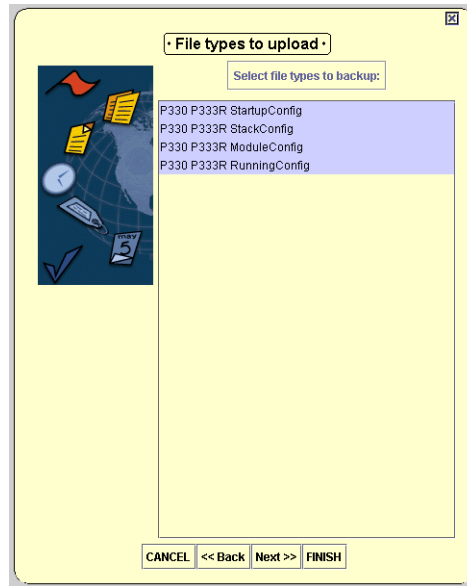 · File types to upload ·
Select file types to backup:
P330 P333R StartupConfig
P330 P333R StackConfig
P330 P333R ModuleConfig
P330 P333R RunningConfig
may
5
CANCEL << Back Next >> FINISH